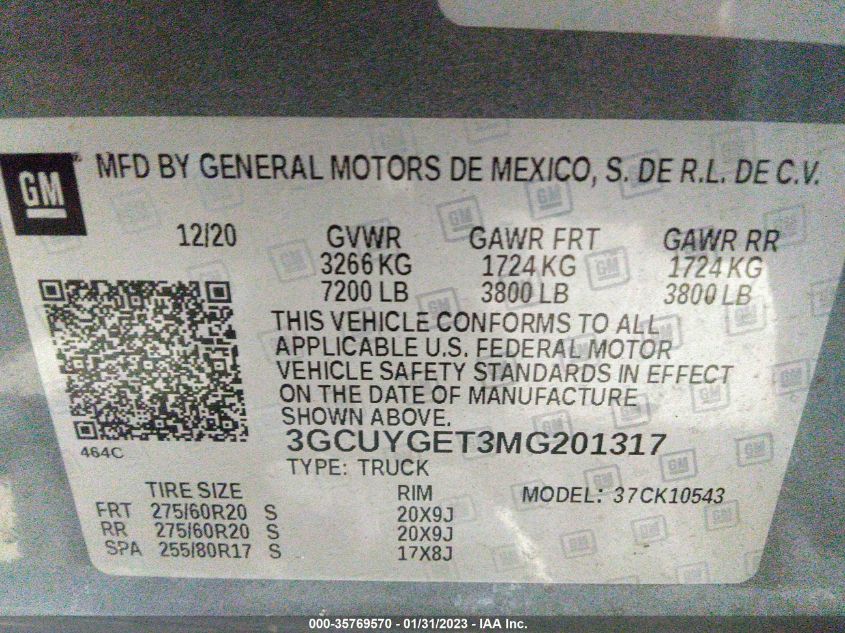 GM MFD BY GENERAL MOTORS DE MEXICO, S. DE R.L. DE C.V.
12/20 GVWR GAWR FRT GAWR RR
3266 KG 1724 KG 1724 KG
7200 LB 3800 LB 3800 LB
THIS VEHICLE CONFORMS TO ALL
APPLICABLE U.S. FEDERAL MOTOR
VEHICLE SAFETY STANDARDS IN EFFECT
ON THE DATE OF MANUFACTURE
SHOWN ABOVE.
464C 3GCUYGET3MG201317
TYPE: TRUCK
TIRE SIZE RIM MODEL: 37CK10543
FRT 275/60R20 S 20X9J
RR 275/60R20 S 20X9J
SPA 255/80R17 S 17X8J
000-35769570 - 01/31/2023 - IAA Inc.